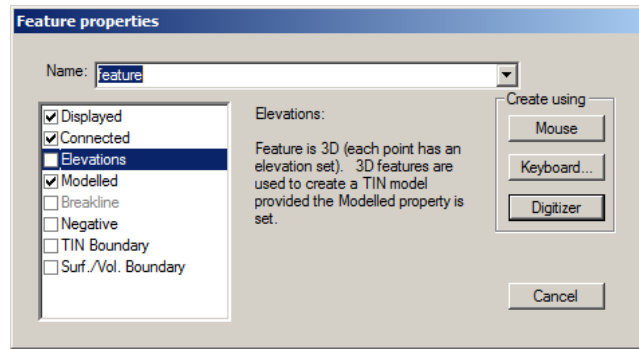 Feature properties
Name: feature
Displayed
Connected
Elevations
Modelled
Breakline
Negative
TIN Boundary
Surf./Vol. Boundary
Elevations:
Feature is 3D (each point has an
elevation set). 3D features are
used to create a TIN model
provided the Modelled property is
set.
Create using
Mouse
Keyboard...
Digitizer
Cancel